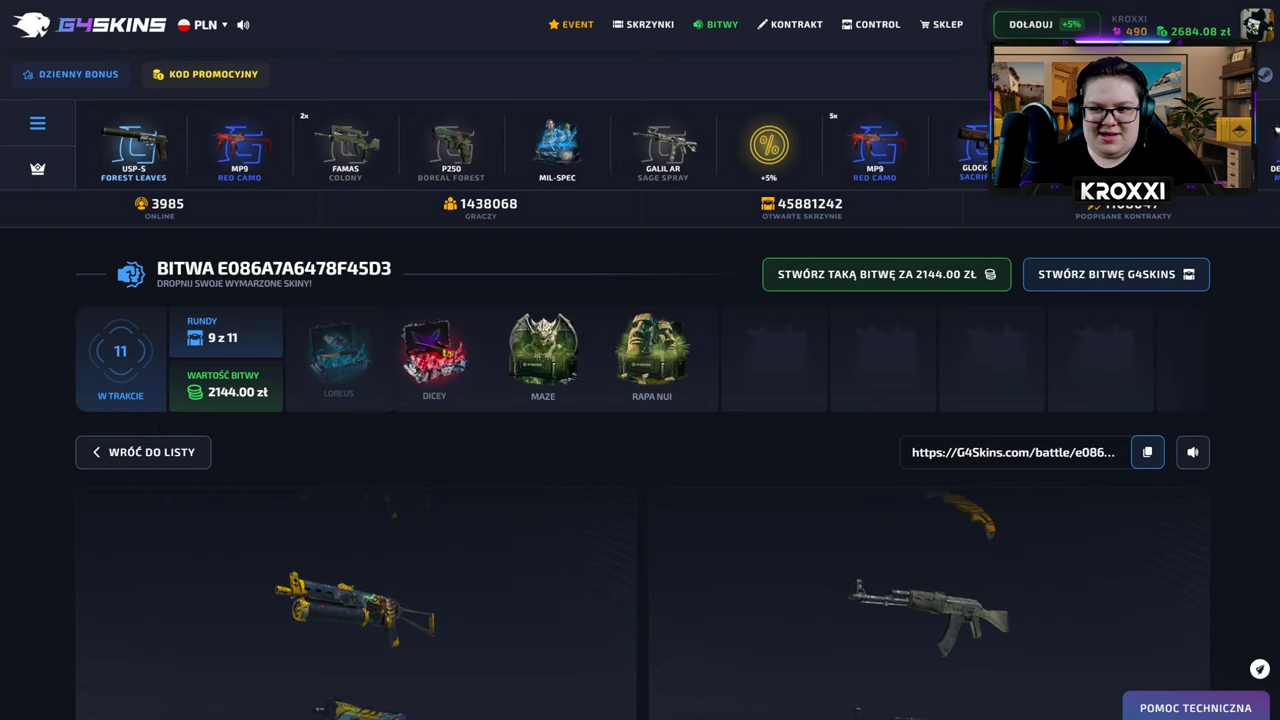 G4SKINS
PLN
EVENT
SKRZYNKI
BITWY
KONTRAKT
CONTROL
SKLEP
DOŁADUJ +5%
KROXXI
490 2684.08 zł
DZIENNY BONUS
KOD PROMOCYJNY
USP-S
FOREST LEAVES
MP9
RED CAMO
2x
FAMAS
COLONY
P250
BOREAL FOREST
MIL-SPEC
GALIL AR
SAGE SPRAY
+5%
5x
MP9
RED CAMO
KROXXI
3985
ONLINE
1438068
GRACZY
45881242
OTWARTE SKRZYNIE
PODPISANE KONTRAKTY
BITWA E086A7A6478F45D3
DROPNIJ SWOJE WYMARZONE SKINY!
STWÓRZ TAKĄ BITWĘ ZA 2144.00 ZŁ
STWÓRZ BITWĘ G4SKINS
11
W TRAKCIE
RUNDY
9 z 11
WARTOŚĆ BITWY
2144.00 zł
LOREUS
DICEY
MAZE
RAPA NUI
WRÓĆ DO LISTY
https://G4Skins.com/battle/e086...
POMOC TECHNICZNA